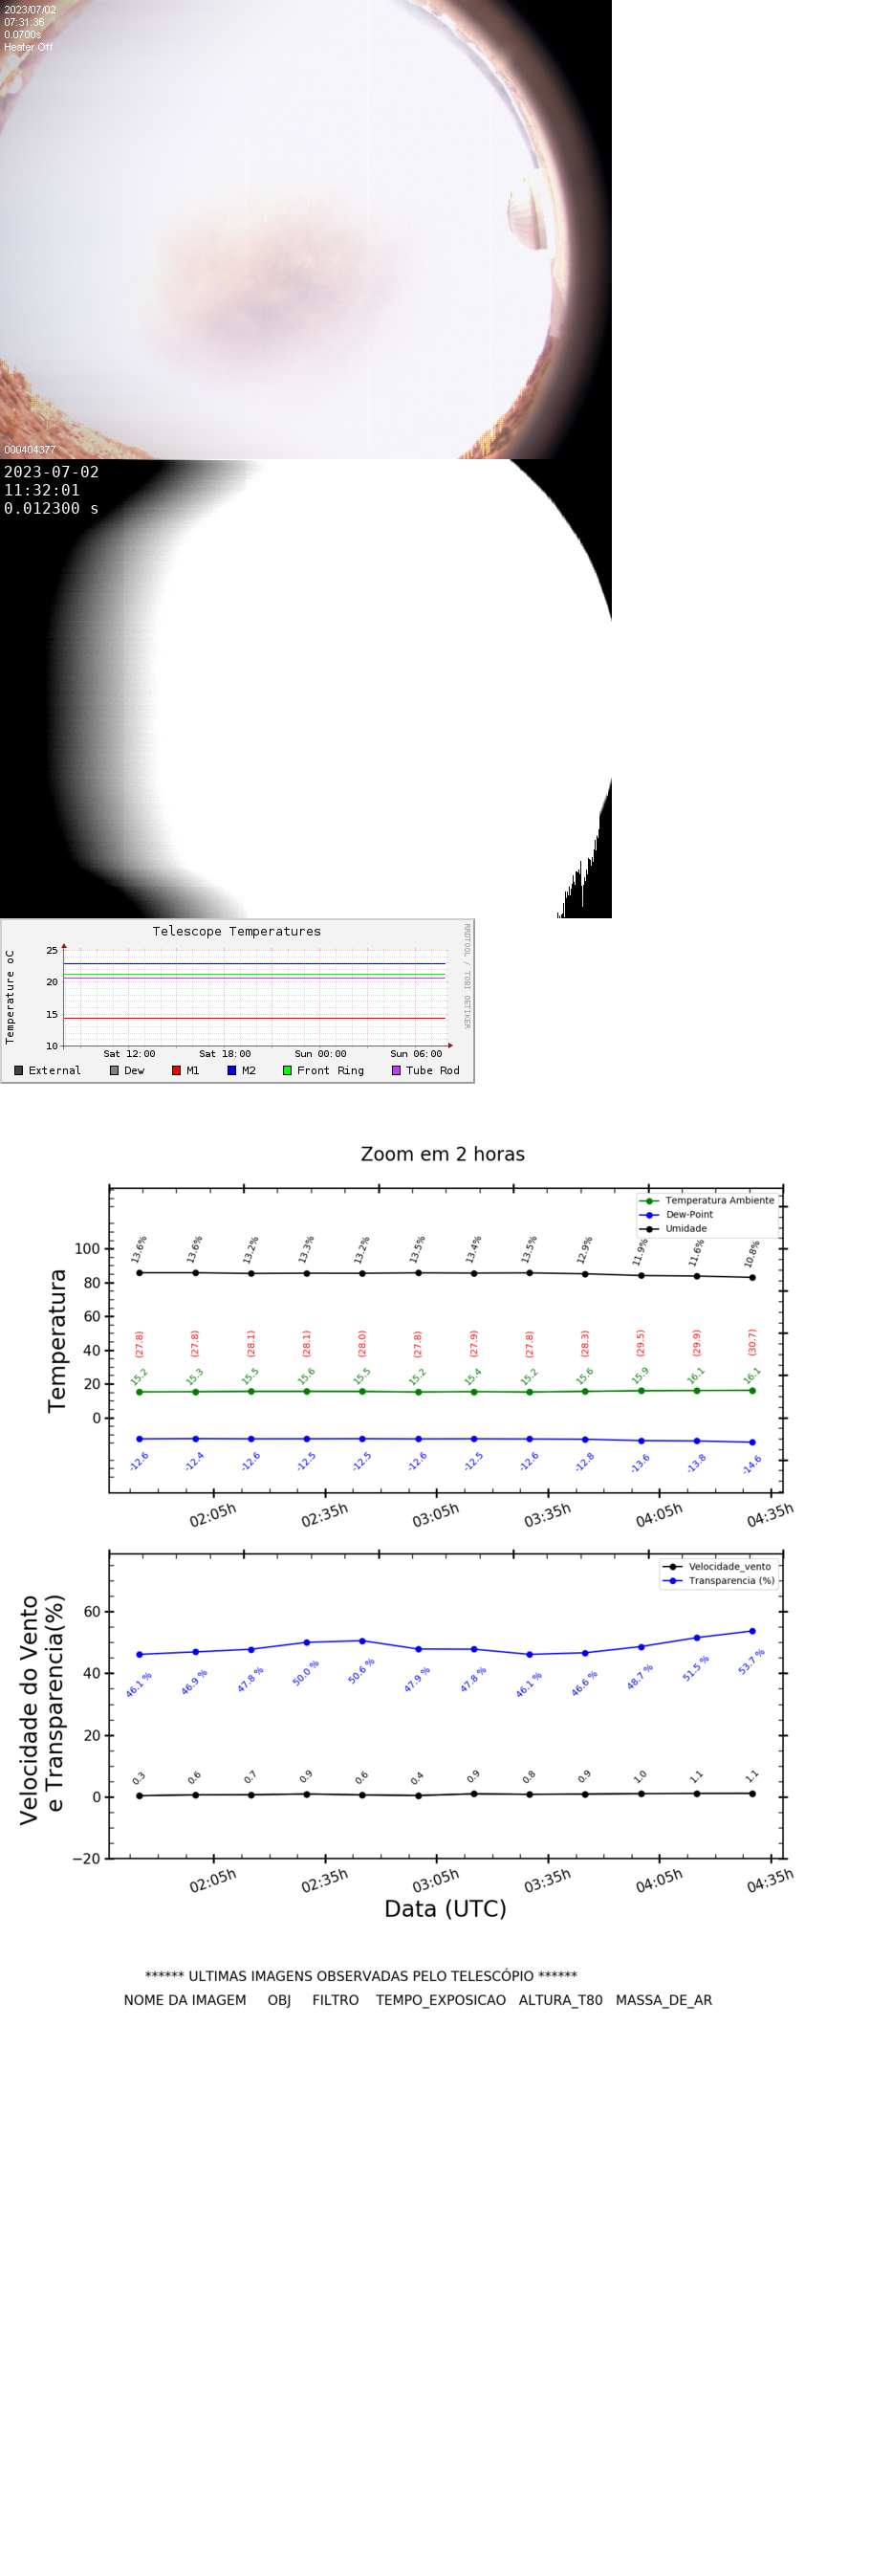 2023/07/02
07:31:36
0.0700s
Heater Off
000404377
2023-07-02
11:32:01
0.012300 s
Telescope Temperatures
RRDTOOL / TOBI OETIKER
Temperature oC
25
20
15
10
Sat 12:00 Sat 18:00 Sun 00:00 Sun 06:00
External Dew M1 M2 Front Ring Tube Rod
Zoom em 2 horas
Temperatura Ambiente
Dew-Point
Umidade
Temperatura
100
80
60
40
20
0
13.6% 13.6% 13.2% 13.3% 13.2% 13.5% 13.4% 13.5% 12.9% 11.9% 11.6% 10.8%
(27.8) (27.8) (28.1) (28.1) (28.0) (27.8) (27.9) (27.8) (28.3) (29.5) (29.9) (30.7)
15.2 15.3 15.5 15.6 15.5 15.2 15.4 15.2 15.6 15.9 16.1 16.1
-12.6 -12.4 -12.6 -12.5 -12.5 -12.6 -12.5 -12.6 -12.8 -13.6 -13.8 -14.6
02:05h 02:35h 03:05h 03:35h 04:05h 04:35h
Velocidade_vento
Transparencia (%)
Velocidade do Vento
e Transparencia(%)
60
40
20
0
−20
46.1 % 46.9 % 47.8 % 50.0 % 50.6 % 47.9 % 47.8 % 46.1 % 46.6 % 48.7 % 51.5 % 53.7 %
0.3 0.6 0.7 0.9 0.6 0.4 0.9 0.8 0.9 1.0 1.1 1.1
02:05h 02:35h 03:05h 03:35h 04:05h 04:35h
Data (UTC)
****** ULTIMAS IMAGENS OBSERVADAS PELO TELESCÓPIO ******
NOME DA IMAGEM OBJ FILTRO TEMPO_EXPOSICAO ALTURA_T80 MASSA_DE_AR